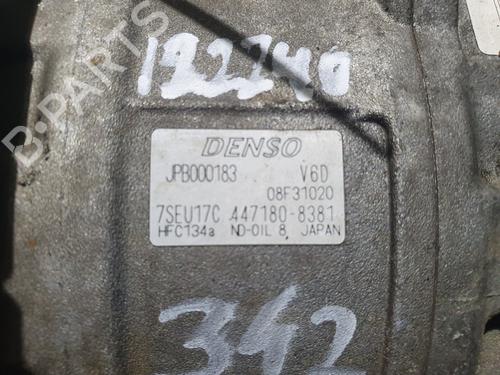 122240
B-PARTS
DENSO
JPB000183 V6D
08F31020
7SEU17C 447180-8381
HFC134a ND-OIL 8, JAPAN
342